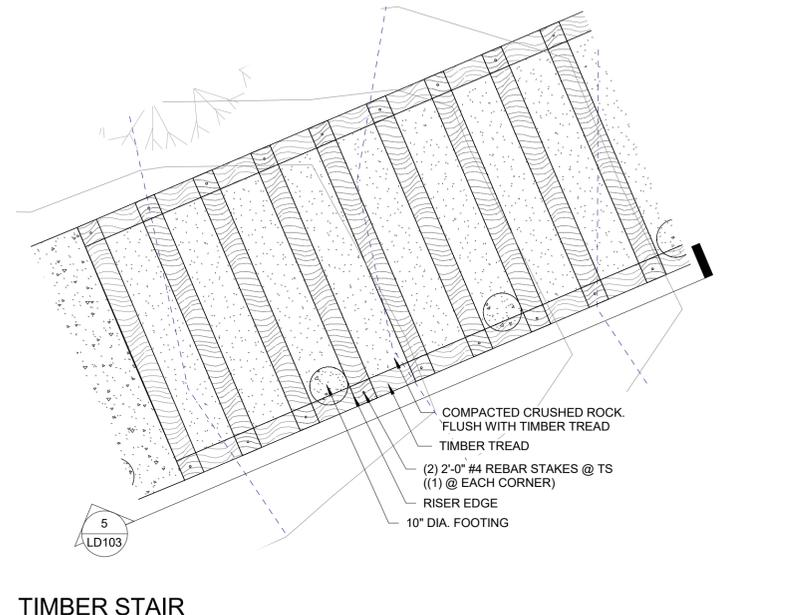 COMPACTED CRUSHED ROCK.
FLUSH WITH TIMBER TREAD
TIMBER TREAD
(2) 2'-0" #4 REBAR STAKES @ TS
((1) @ EACH CORNER)
RISER EDGE
10" DIA. FOOTING
5
LD103
TIMBER STAIR